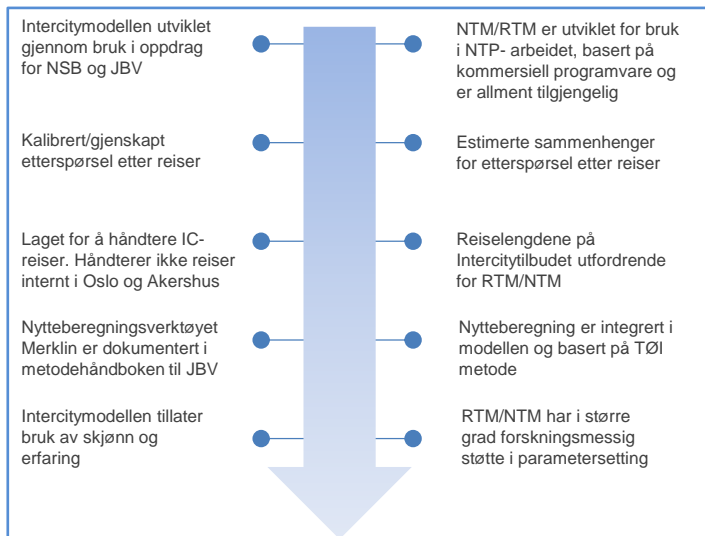 Intercitymodellen utviklet
gjennom bruk i oppdrag
for NSB og JBV
NTM/RTM er utviklet for bruk
i NTP- arbeidet, basert på
kommersiell programvare og
er allment tilgjengelig
Kalibrert/gjenskapt
etterspørsel etter reiser
Estimerte sammenhenger
for etterspørsel etter reiser
Laget for å håndtere IC-
reiser. Håndterer ikke reiser
internt i Oslo og Akershus
Reiselengdene på
Intercitytilbudet utfordrende
for RTM/NTM
Nytteberegningsverktøyet
Merklin er dokumentert i
metodehåndboken til JBV
Nytteberegning er integrert i
modellen og basert på TØI
metode
Intercitymodellen tillater
bruk av skjønn og
erfaring
RTM/NTM har i større
grad forskningsmessig
støtte i parametersetting